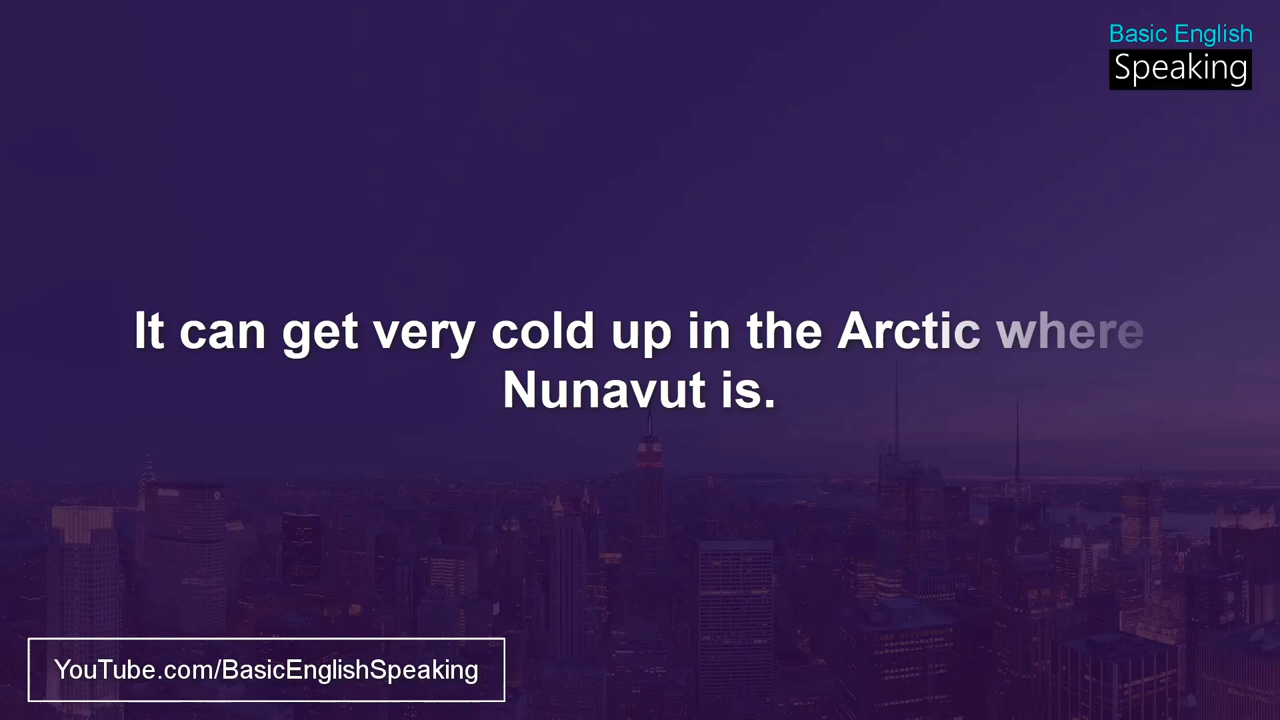 Basic English
Speaking
It can get very cold up in the Arctic where
Nunavut is.
YouTube.com/BasicEnglishSpeaking